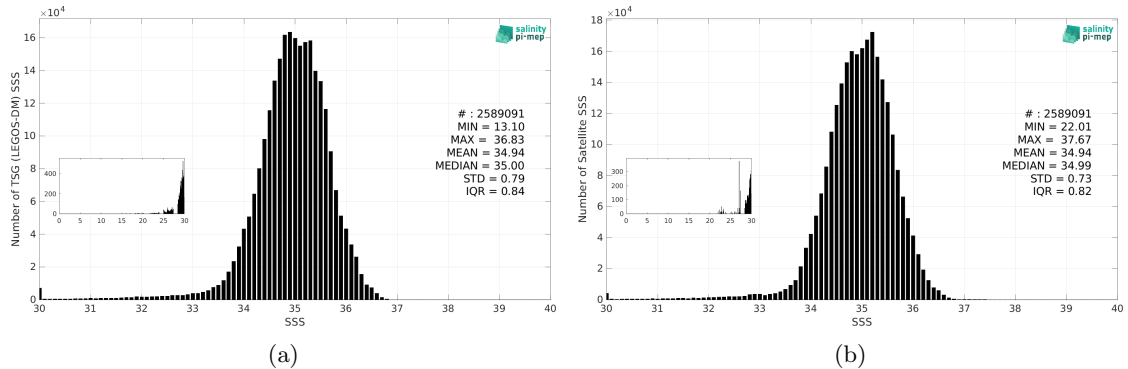 ×10⁴
16
14
12
10
8
6
4
2
0
Number of TSG (LEGOS-DM) SSS
30 31 32 33 34 35 36 37 38 39 40
SSS
salinity
pi-mep
# : 2589091
MIN = 13.10
MAX = 36.83
MEAN = 34.94
MEDIAN = 35.00
STD = 0.79
IQR = 0.84
400
200
0
0 5 10 15 20 25 30
(a)
×10⁴
18
16
14
12
10
8
6
4
2
0
Number of Satellite SSS
30 31 32 33 34 35 36 37 38 39 40
SSS
salinity
pi-mep
# : 2589091
MIN = 22.01
MAX = 37.67
MEAN = 34.94
MEDIAN = 34.99
STD = 0.73
IQR = 0.82
300
200
100
0
0 5 10 15 20 25 30
(b)